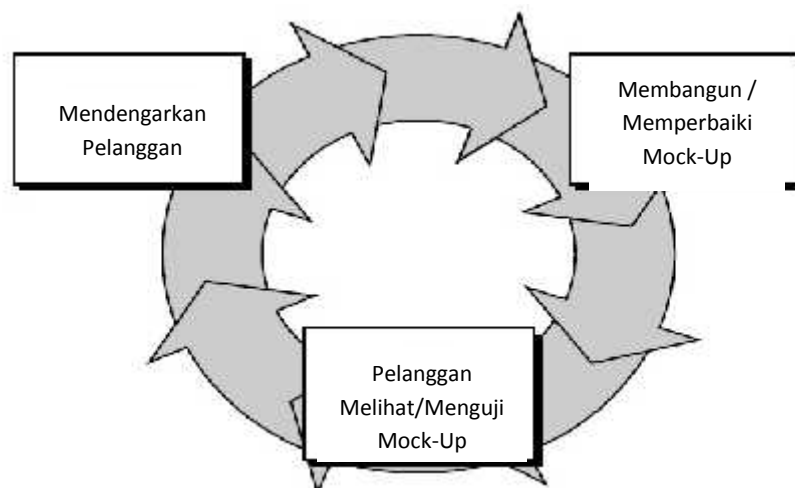 Mendengarkan
Pelanggan
Membangun /
Memperbaiki
Mock-Up
Pelanggan
Melihat/Menguji
Mock-Up